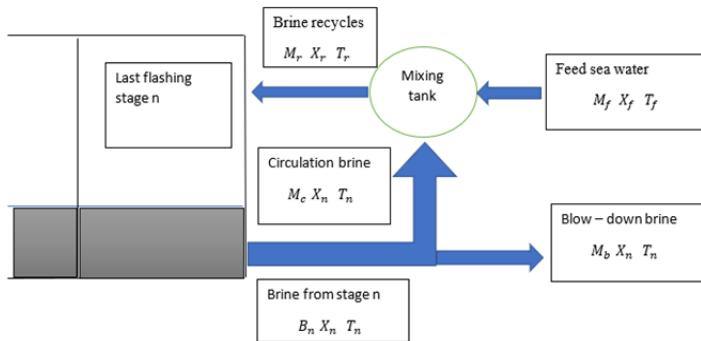 Brine recycles
M_r X_r T_r
Last flashing
stage n
Mixing
tank
Feed sea water
M_f X_f T_f
Circulation brine
M_c X_n T_n
Blow – down brine
M_b X_n T_n
Brine from stage n
B_n X_n T_n